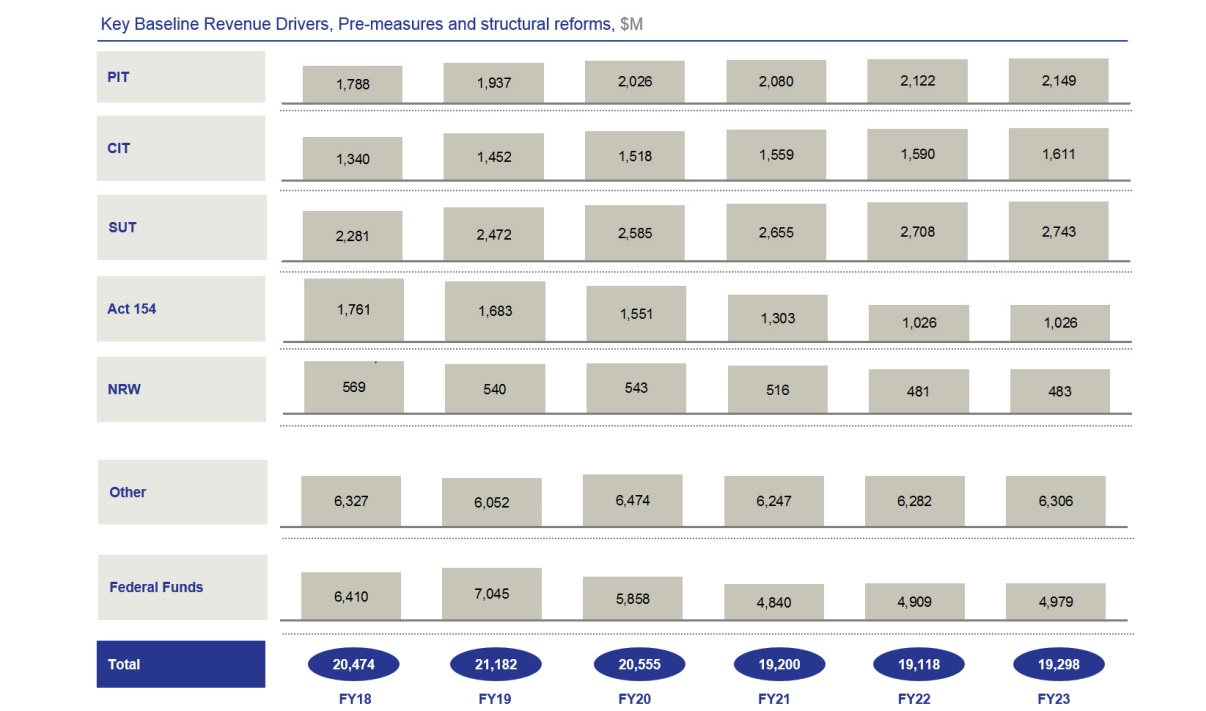 Key Baseline Revenue Drivers, Pre-measures and structural reforms, $M
PIT 1,788 1,937 2,026 2,080 2,122 2,149
CIT 1,340 1,452 1,518 1,559 1,590 1,611
SUT 2,281 2,472 2,585 2,655 2,708 2,743
Act 154 1,761 1,683 1,551 1,303 1,026 1,026
NRW 569 540 543 516 481 483
Other 6,327 6,052 6,474 6,247 6,282 6,306
Federal Funds 6,410 7,045 5,858 4,840 4,909 4,979
Total 20,474 21,182 20,555 19,200 19,118 19,298
FY18 FY19 FY20 FY21 FY22 FY23